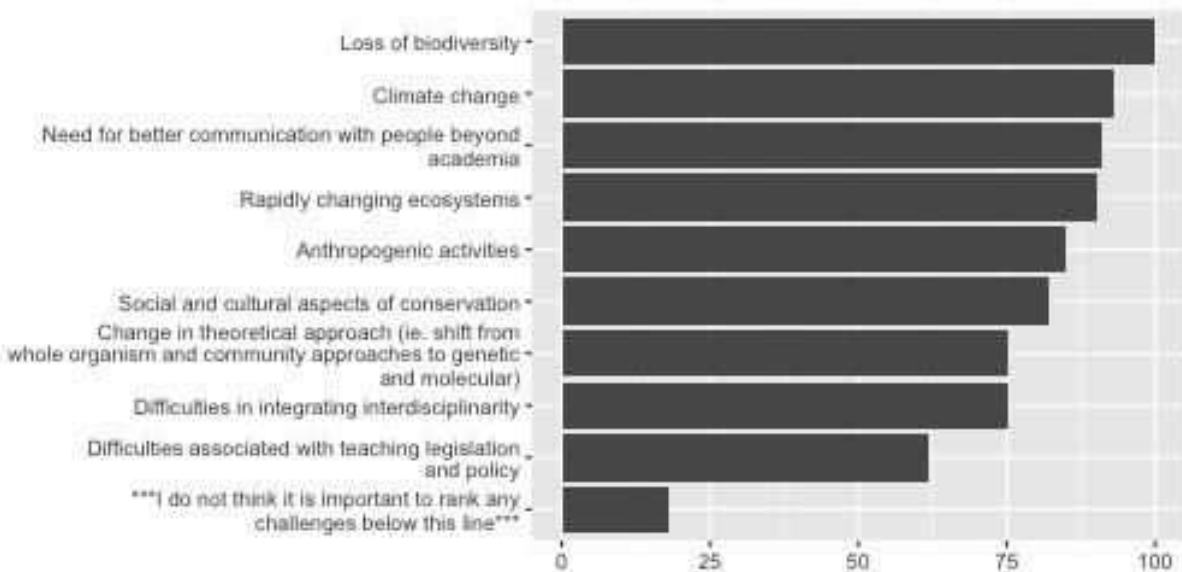 Loss of biodiversity
Climate change
Need for better communication with people beyond
academia
Rapidly changing ecosystems
Anthropogenic activities
Social and cultural aspects of conservation
Change in theoretical approach (ie. shift from
whole organism and community approaches to genetic
and molecular)
Difficulties in integrating interdisciplinarity
Difficulties associated with teaching legislation
and policy
***I do not think it is important to rank any
challenges below this line***
0 25 50 75 100